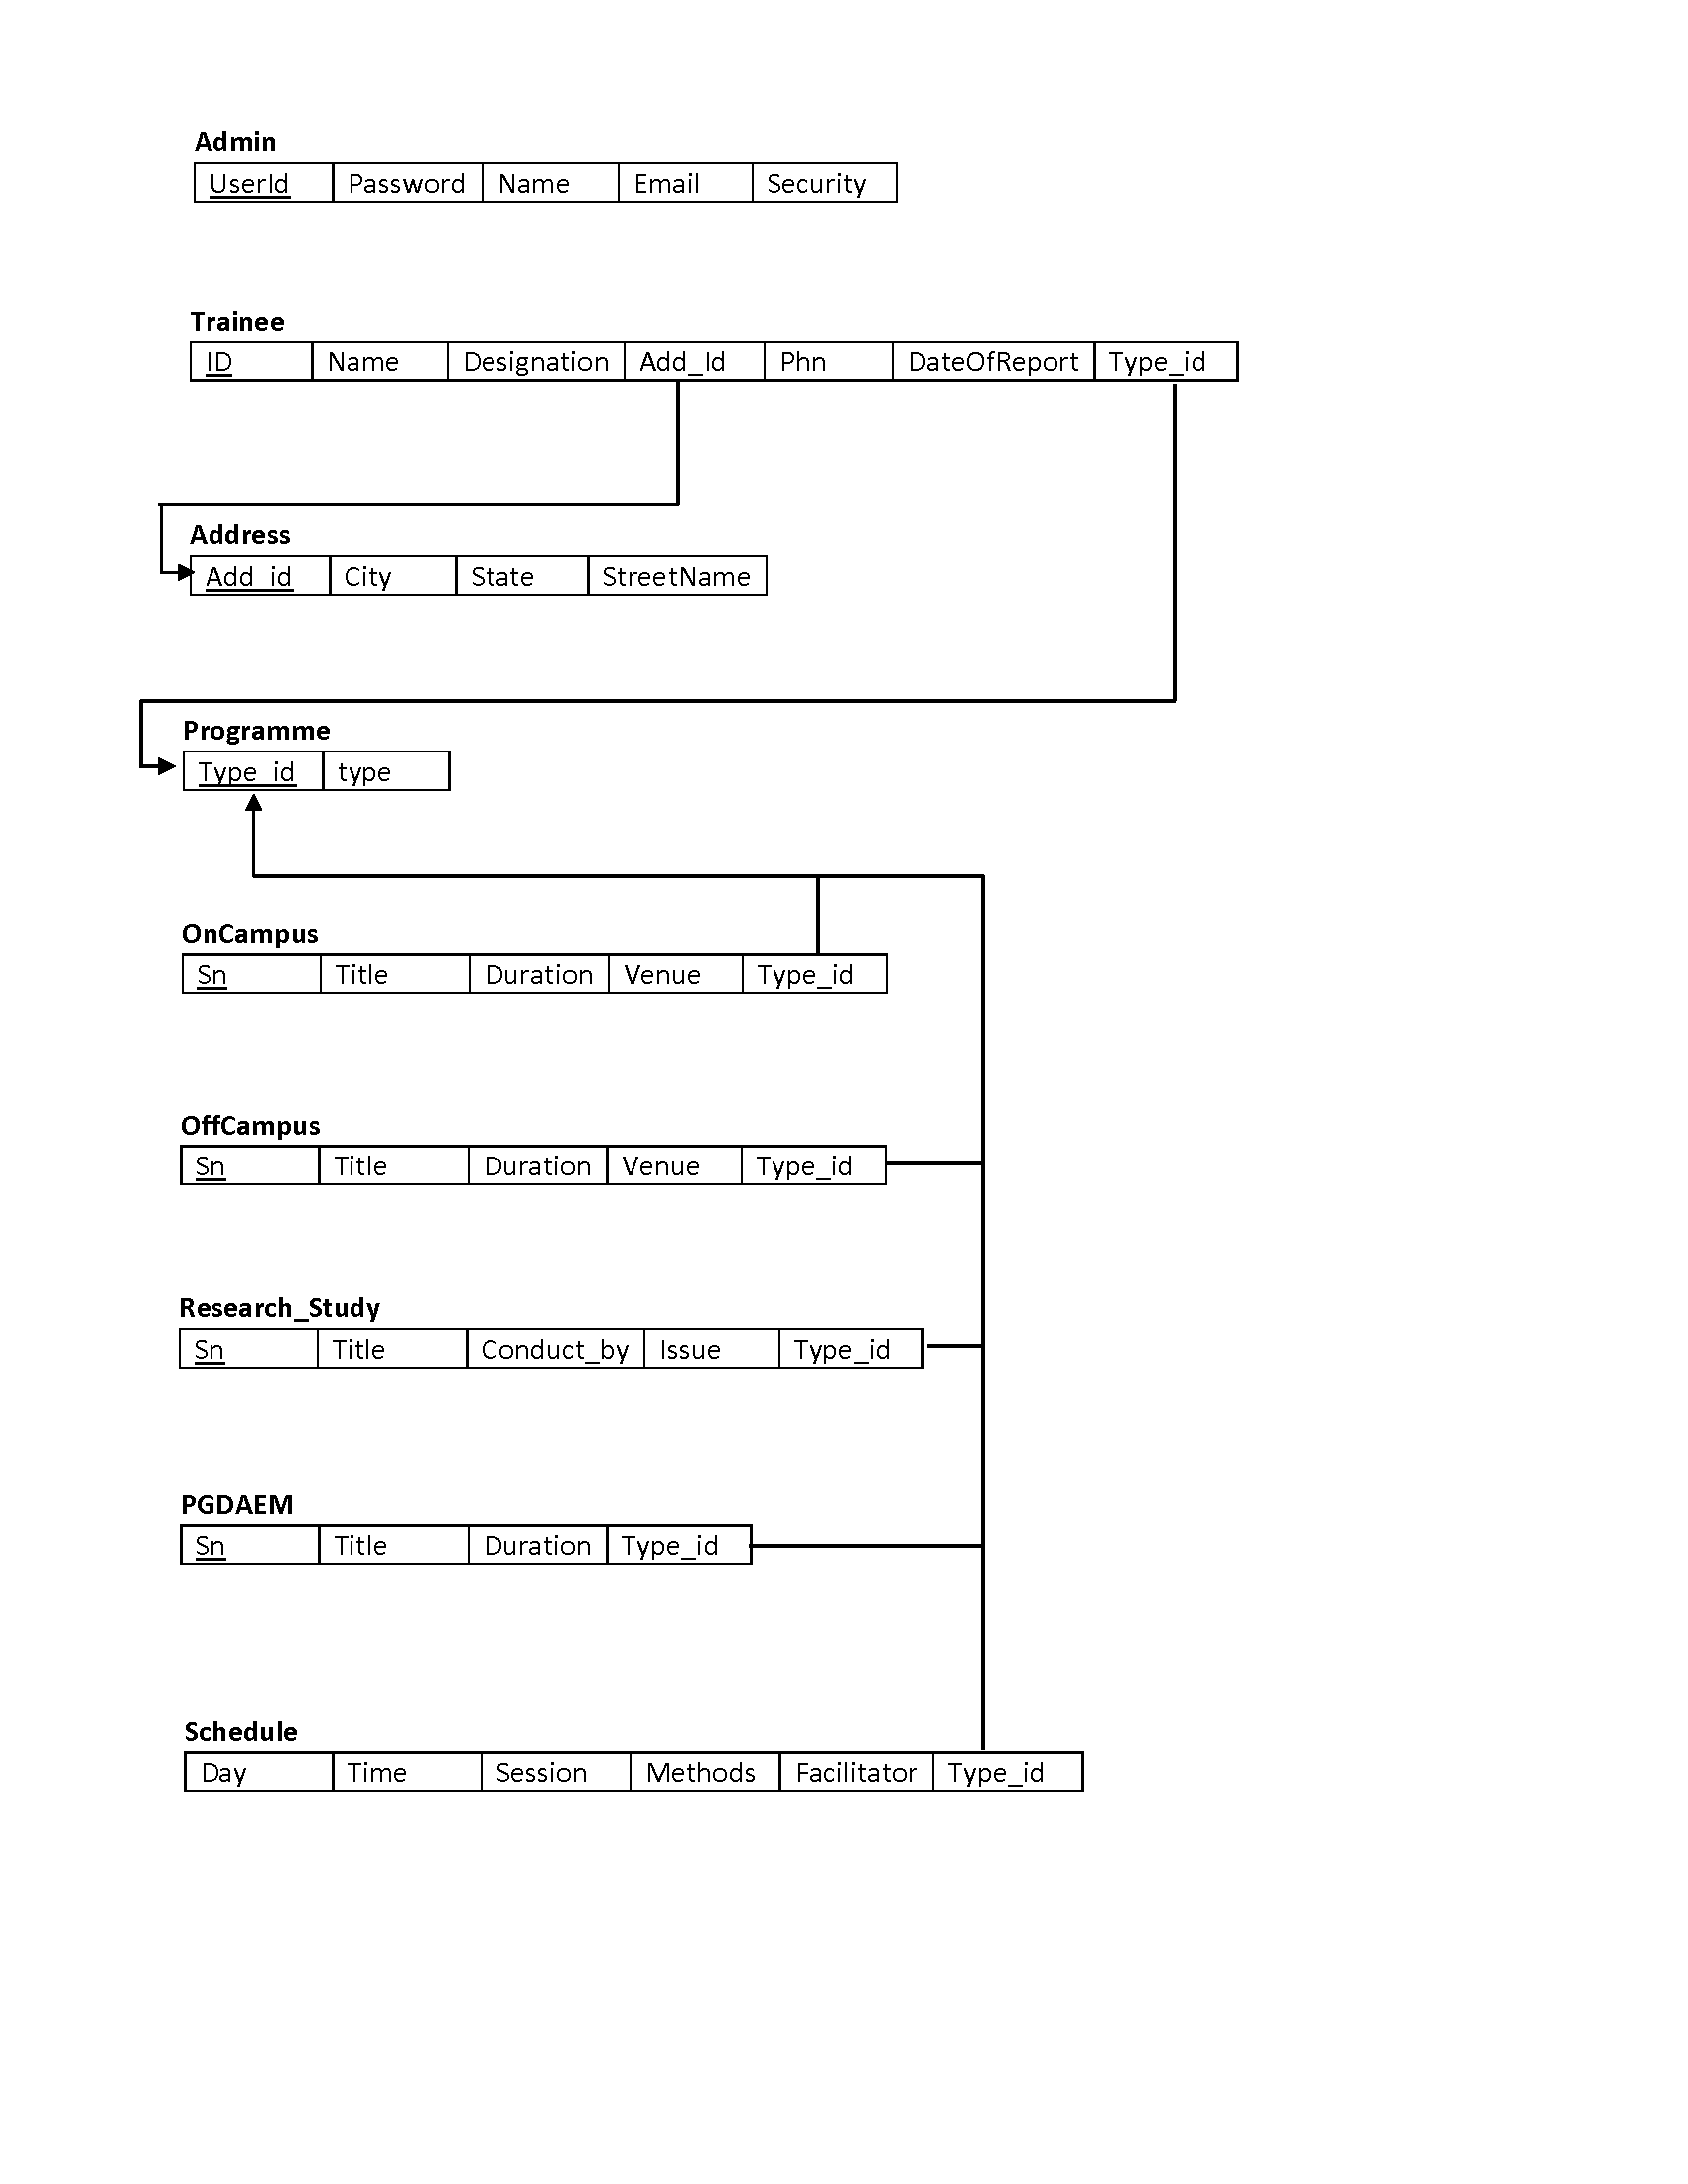 Admin
UserId Password Name Email Security
Trainee
ID Name Designation Add_Id Phn DateOfReport Type_id
Address
Add_id City State StreetName
Programme
Type_id type
OnCampus
Sn Title Duration Venue Type_id
OffCampus
Sn Title Duration Venue Type_id
Research_Study
Sn Title Conduct_by Issue Type_id
PGDAEM
Sn Title Duration Type_id
Schedule
Day Time Session Methods Facilitator Type_id